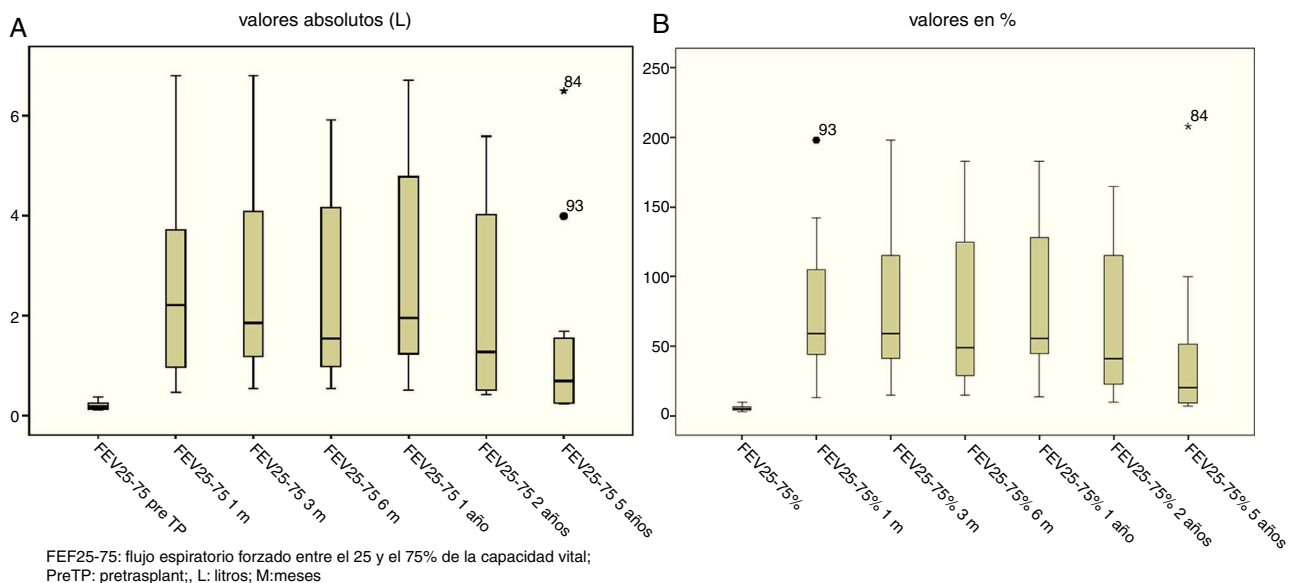 A
valores absolutos (L)
6
4
2
0
84
93
FEV25-75 pre TP
FEV25-75 1 m
FEV25-75 3 m
FEV25-75 6 m
FEV25-75 1 año
FEV25-75 2 años
FEV25-75 5 años
B
valores en %
250
200
150
100
50
0
93
84
FEV25-75%
FEV25-75% 1 m
FEV25-75% 3 m
FEV25-75% 6 m
FEV25-75% 1 año
FEV25-75% 2 años
FEV25-75% 5 años
FEF25-75: flujo espiratorio forzado entre el 25 y el 75% de la capacidad vital;
PreTP: pretrasplant;, L: litros; M:meses